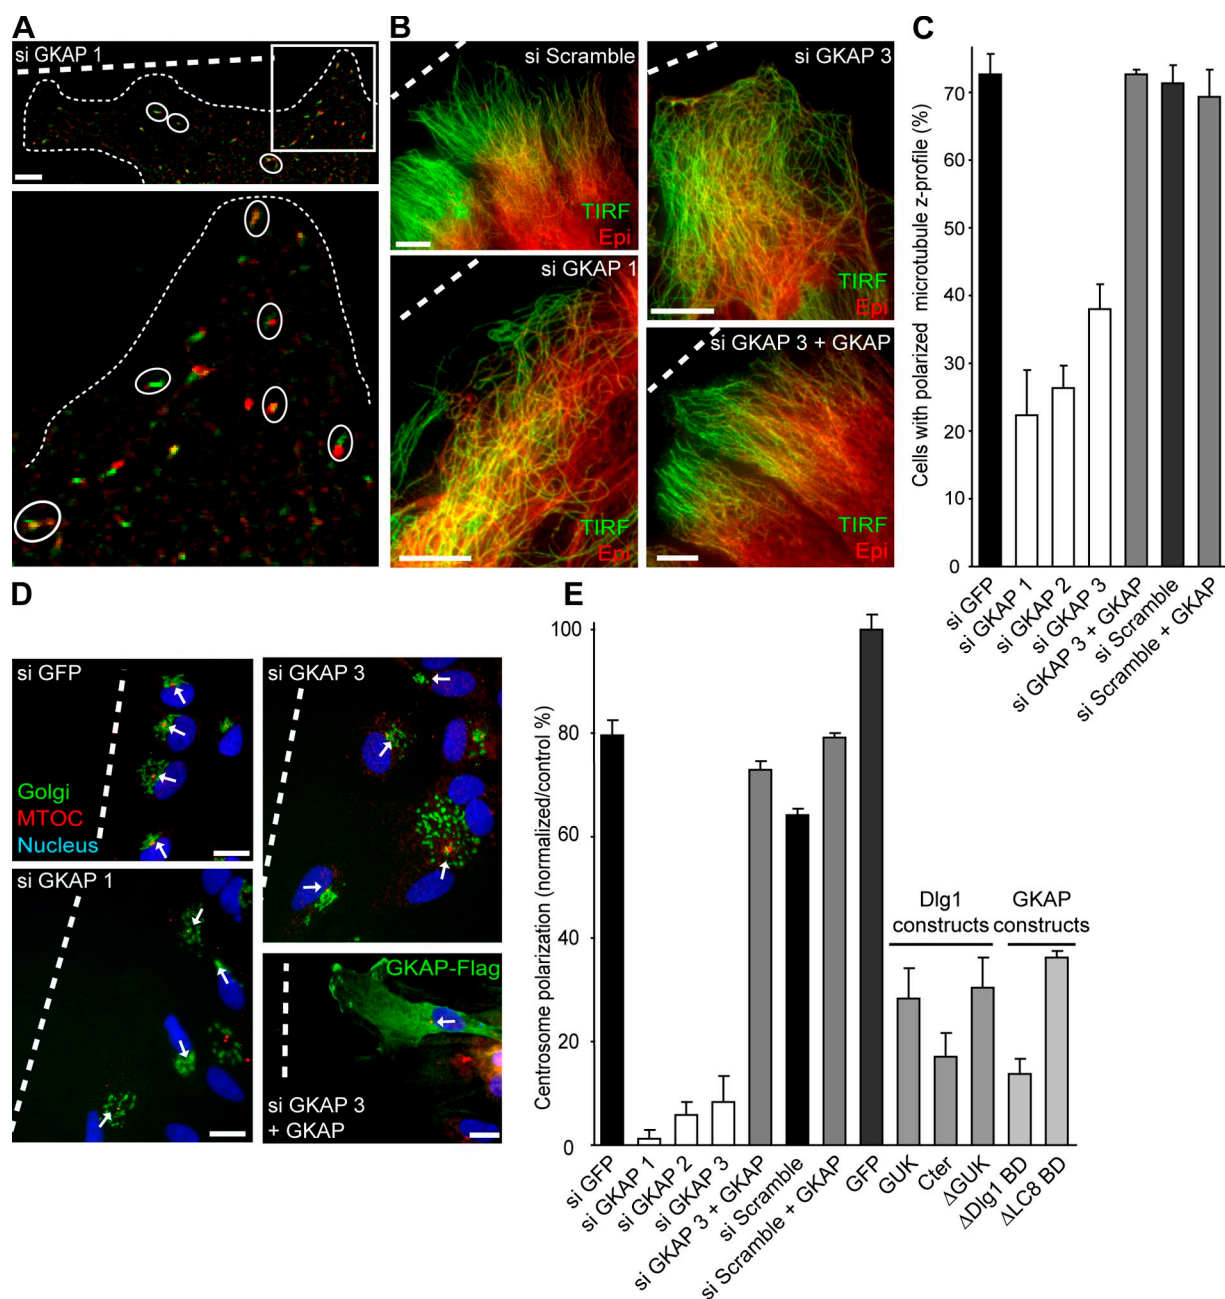 A
si GKAP 1
B
si Scramble
TIRF
Epi
si GKAP 3
TIRF
Epi
si GKAP 1
TIRF
Epi
si GKAP 3 + GKAP
TIRF
Epi
C
Cells with polarized microtubule z-profile (%)
70
60
50
40
30
20
10
0
si GFP
si GKAP 1
si GKAP 2
si GKAP 3
si GKAP 3 + GKAP
si Scramble
si Scramble + GKAP
D
si GFP
Golgi
MTOC
Nucleus
si GKAP 3
si GKAP 1
GKAP-Flag
si GKAP 3
+ GKAP
E
Centrosome polarization (normalized/control %)
100
80
60
40
20
0
Dlg1
constructs
GKAP
constructs
si GFP
si GKAP 1
si GKAP 2
si GKAP 3
si GKAP 3 + GKAP
si Scramble
si Scramble + GKAP
GFP
GUK
Cter
ΔGUK
ΔDlg1 BD
ΔLC8 BD